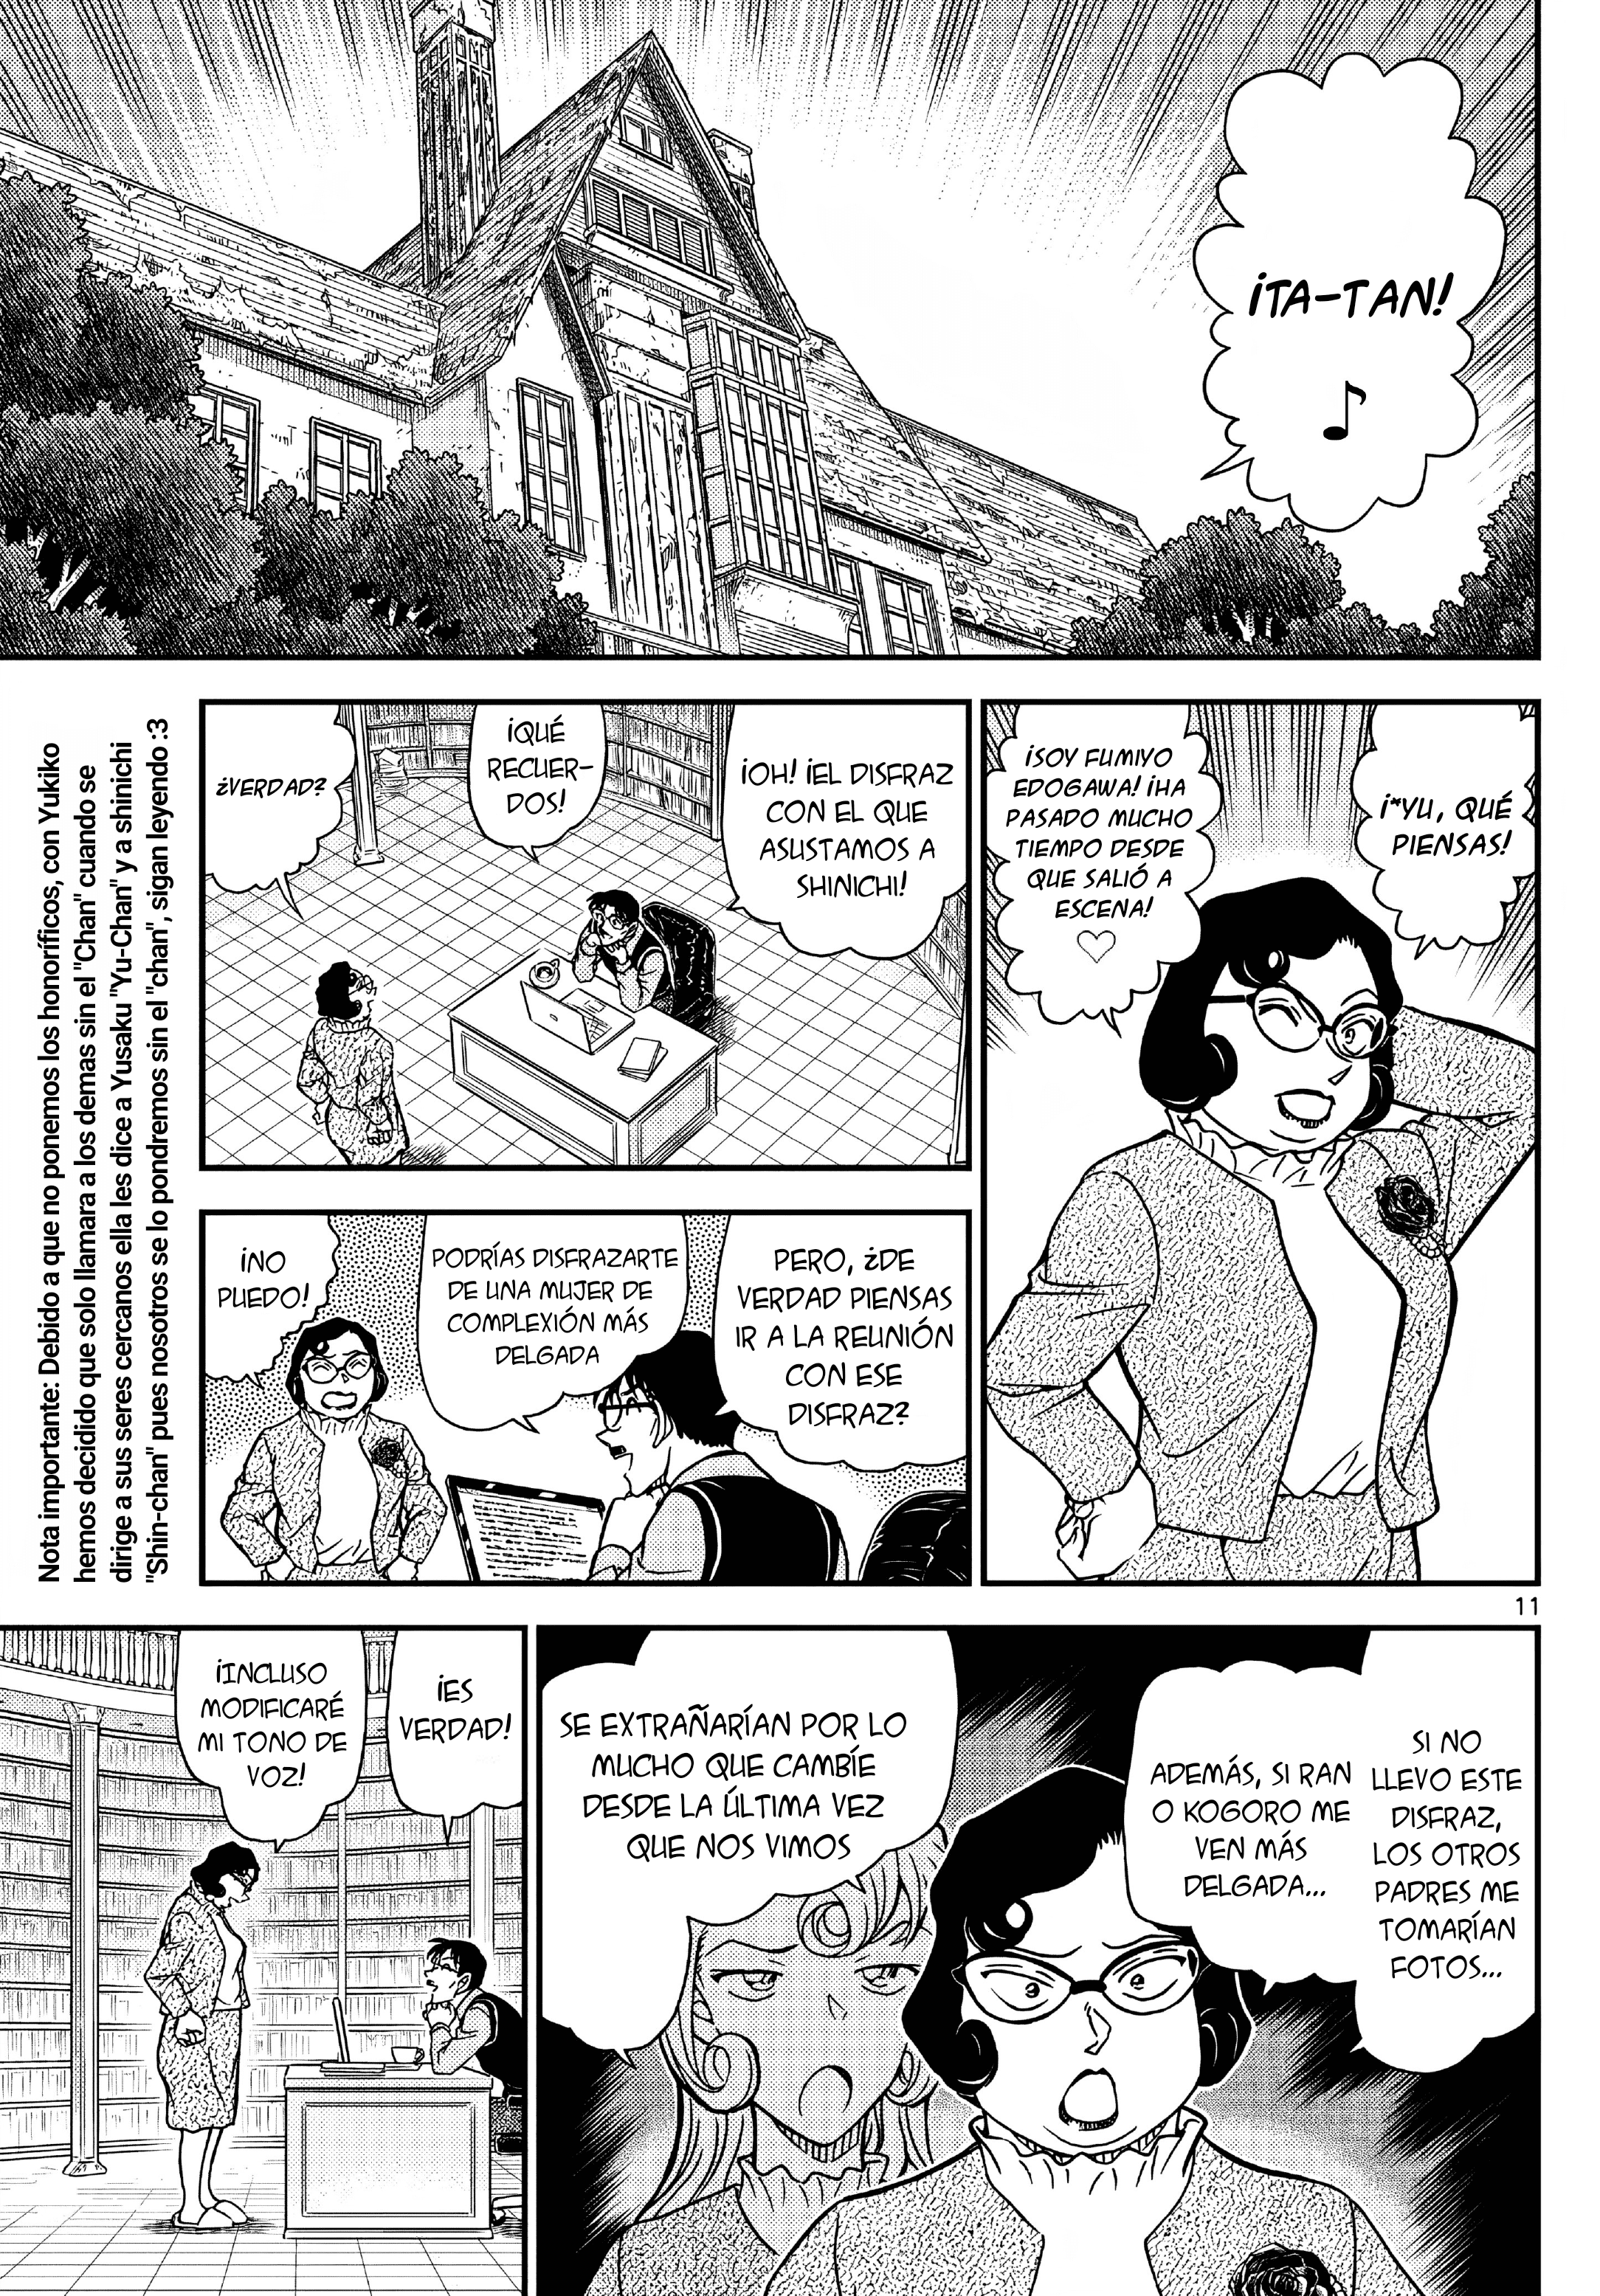 ¡TA-TAN!
♪
¡*YU, QUÉ
PIENSAS!
¡SOY FUMIYO
EDOGAWA! ¡HA
PASADO MUCHO
TIEMPO DESDE
QUE SALIÓ A
ESCENA!
♡
¡OH! ¡EL DISFRAZ
CON EL QUE
ASUSTAMOS A
SHINICHI!
¡QUÉ
RECUER-
DOS!
¿VERDAD?
PERO, ¿DE
VERDAD PIENSAS
IR A LA REUNIÓN
CON ESE
DISFRAZ?
PODRÍAS DISFRAZARTE
DE UNA MUJER DE
COMPLEXIÓN MÁS
DELGADA
¡NO
PUEDO!
Nota importante: Debido a que no ponemos los honoríficos, con Yukiko
hemos decidido que solo llamara a los demas sin el "Chan" cuando se
dirige a sus seres cercanos ella les dice a Yusaku "Yu-Chan" y a shinichi
"Shin-chan" pues nosotros se lo pondremos sin el "chan", sigan leyendo :3
11
SI NO
LLEVO ESTE
DISFRAZ,
LOS OTROS
PADRES ME
TOMARÍAN
FOTOS...
ADEMÁS, SI RAN
O KOGORO ME
VEN MÁS
DELGADA...
SE EXTRAÑARÍAN POR LO
MUCHO QUE CAMBÍE
DESDE LA ÚLTIMA VEZ
QUE NOS VIMOS
¡ES
VERDAD!
¡INCLUSO
MODIFICARÉ
MI TONO DE
VOZ!